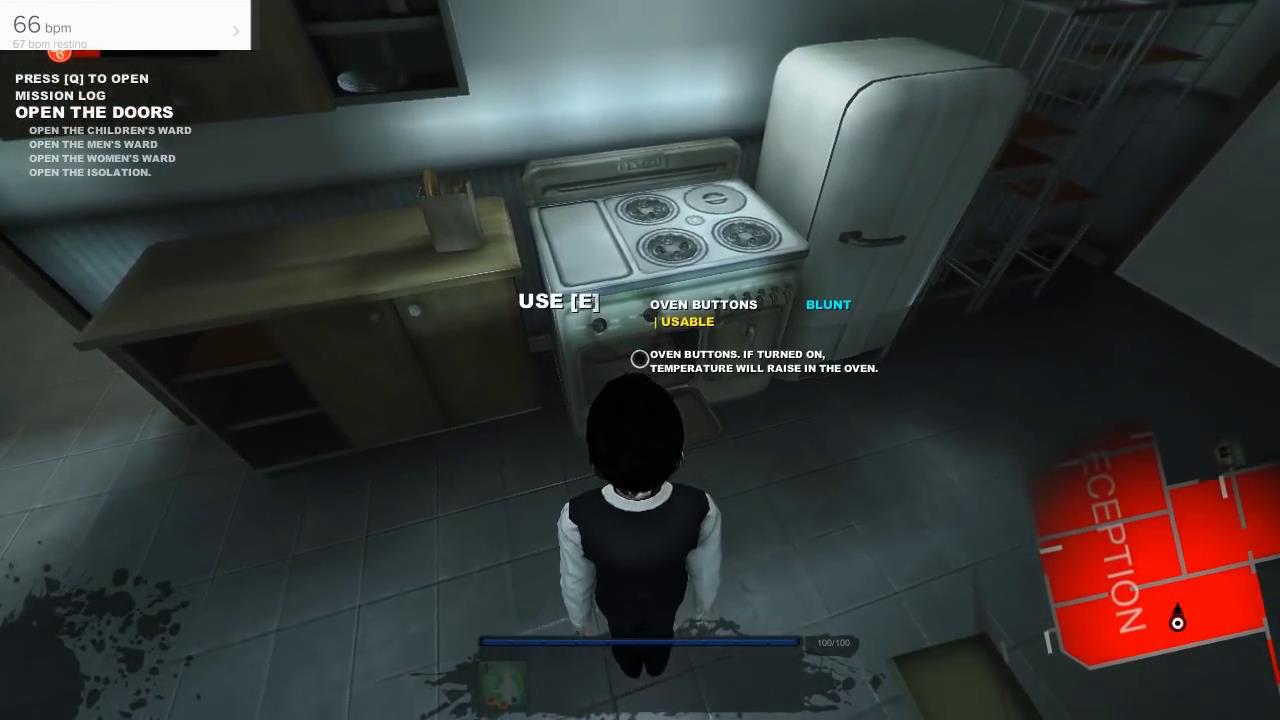 66 bpm
67 bpm resting
PRESS [Q] TO OPEN
MISSION LOG
OPEN THE DOORS
OPEN THE CHILDREN'S WARD
OPEN THE MEN'S WARD
OPEN THE WOMEN'S WARD
OPEN THE ISOLATION.
USE [E]
OVEN BUTTONS BLUNT
| USABLE
OVEN BUTTONS. IF TURNED ON,
TEMPERATURE WILL RAISE IN THE OVEN.
RECEPTION
100/100